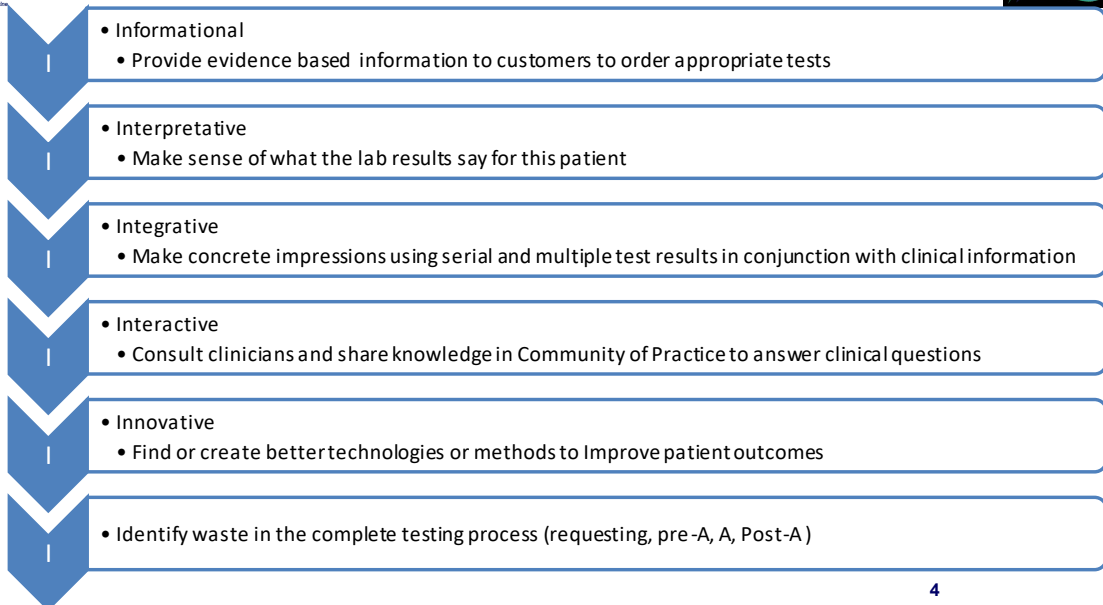 I
• Informational
• Provide evidence based information to customers to order appropriate tests
I
• Interpretative
• Make sense of what the lab results say for this patient
I
• Integrative
• Make concrete impressions using serial and multiple test results in conjunction with clinical information
I
• Interactive
• Consult clinicians and share knowledge in Community of Practice to answer clinical questions
I
• Innovative
• Find or create better technologies or methods to Improve patient outcomes
I
• Identify waste in the complete testing process (requesting, pre-A, A, Post-A )
4